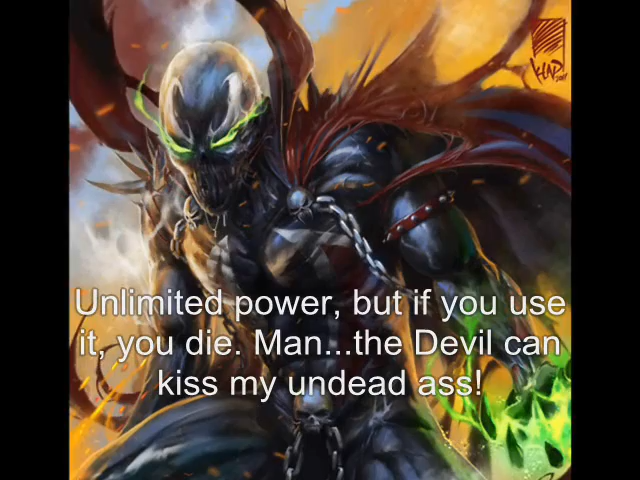 Unlimited power, but if you use
it, you die. Man...the Devil can
kiss my undead ass!